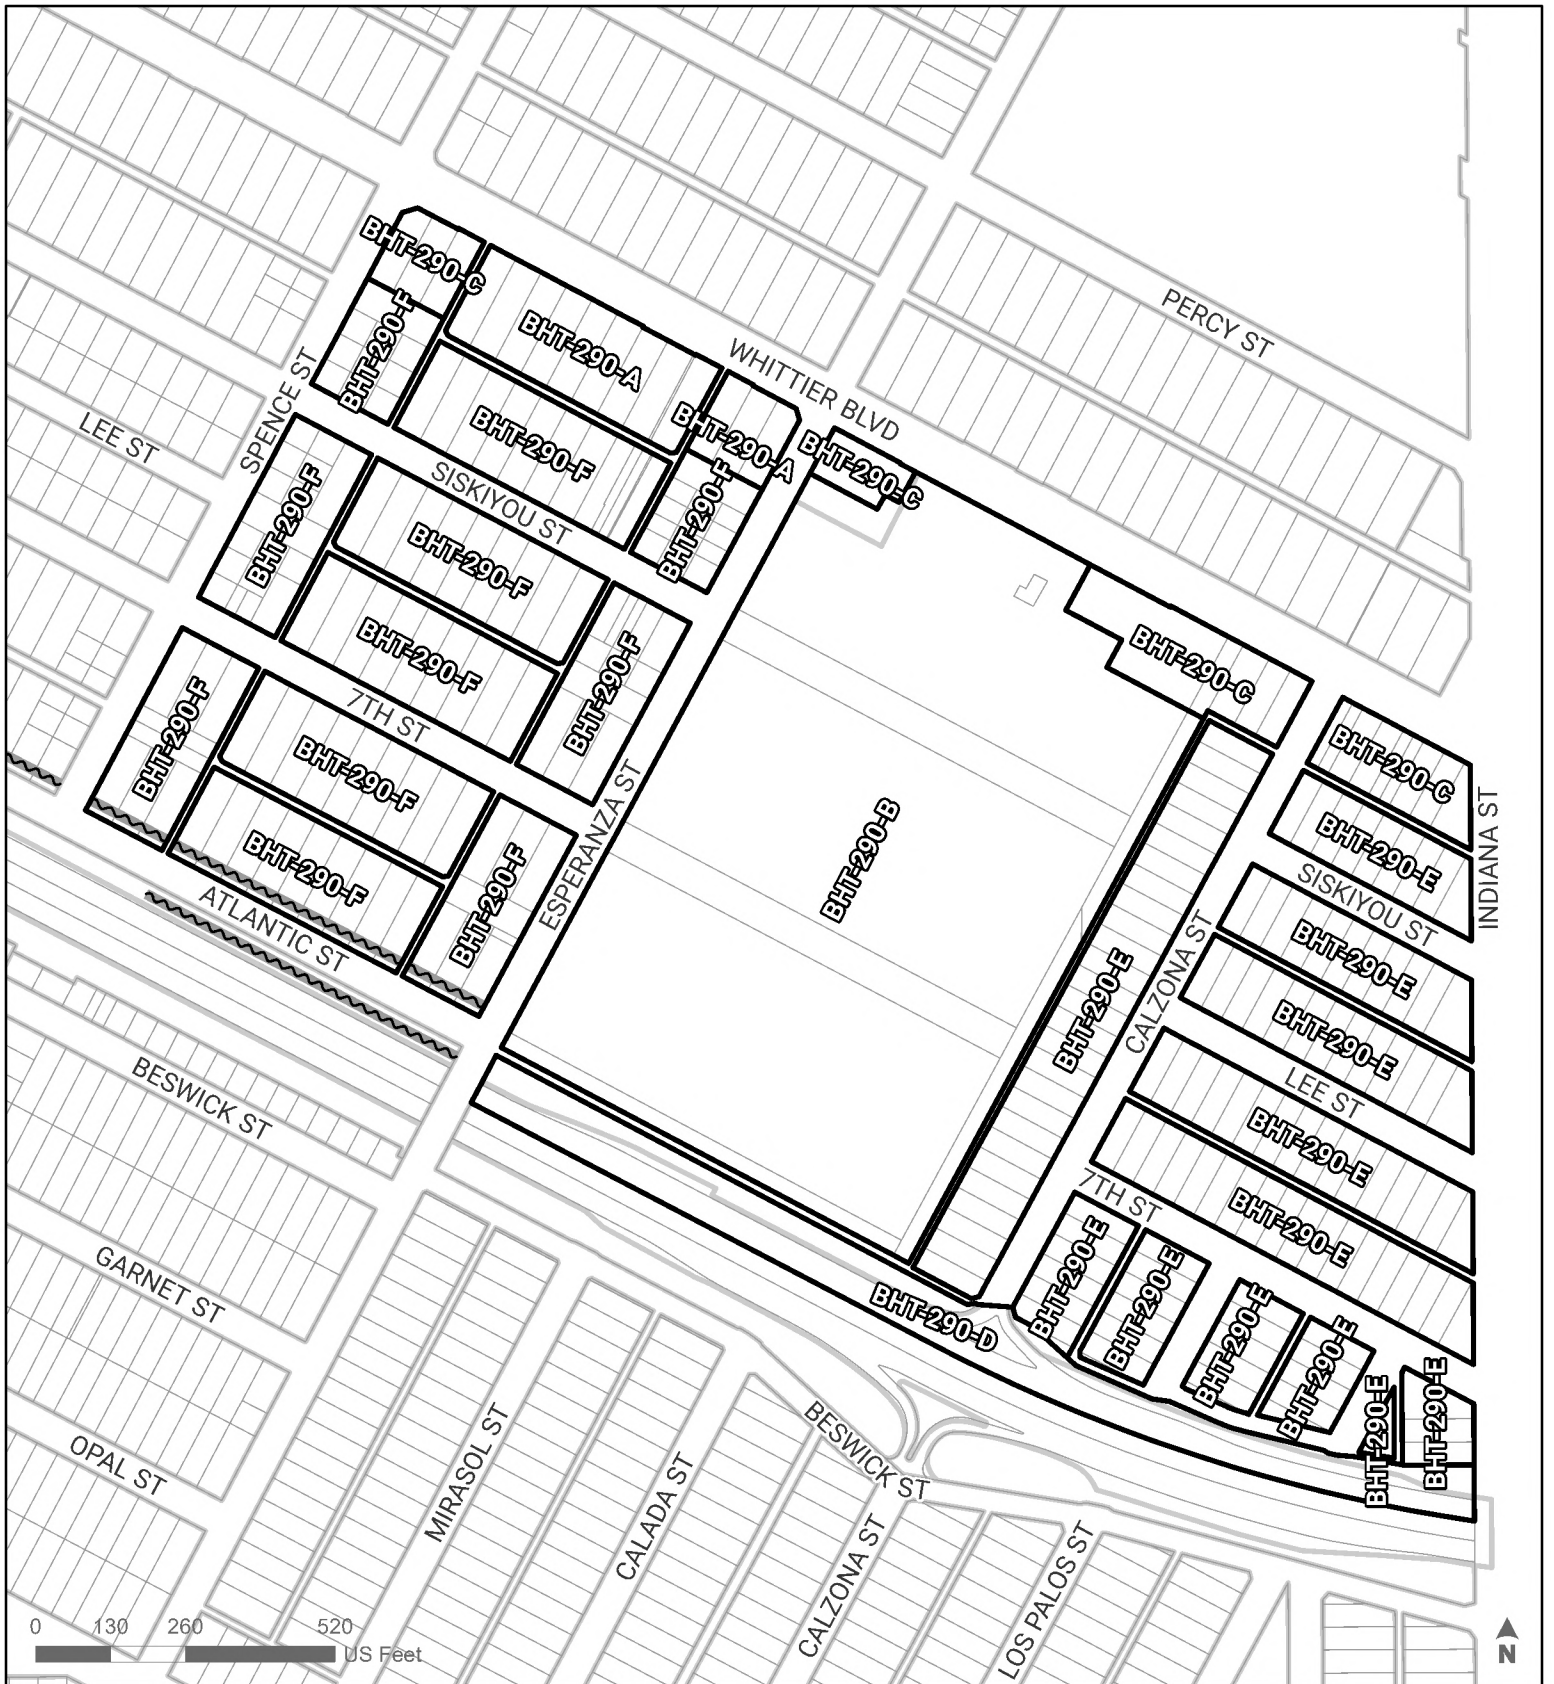 PERCY ST
BHT-290-C
BHT-290-F
BHT-290-A
WHITTIER BLVD
SPENCE ST
LEE ST
BHT-290-F
BHT-290-A
BHT-290-C
SISKIYOU ST
BHT-290-F
BHT-290-F
BHT-290-F
BHT-290-F
BHT-290-C
BHT-290-F
BHT-290-F
7TH ST
BHT-290-C
INDIANA ST
BHT-290-F
BHT-290-F
BHT-290-B
BHT-290-E
BHT-290-F
BHT-290-F
ESPERANZA ST
SISKIYOU ST
ATLANTIC ST
BHT-290-E
BHT-290-E
CALZONA ST
BHT-290-E
BESWICK ST
LEE ST
BHT-290-E
7TH ST
BHT-290-E
GARNET ST
BHT-290-D
BHT-290-E
BHT-290-E
BHT-290-E
BHT-290-E
BHT-290-E
BHT-290-E
OPAL ST
MIRASOL ST
CALADA ST
BESWICK ST
CALZONA ST
LOS PALOS ST
0 130 260 520
US Feet
N